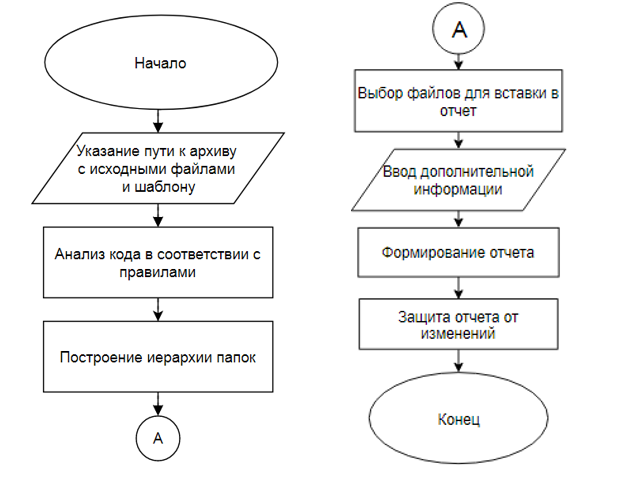 Начало
Указание пути к архиву
с исходными файлами
и шаблону
Анализ кода в соответствии с
правилами
Построение иерархии папок
А
А
Выбор файлов для вставки в
отчет
Ввод дополнительной
информации
Формирование отчета
Защита отчета от
изменений
Конец